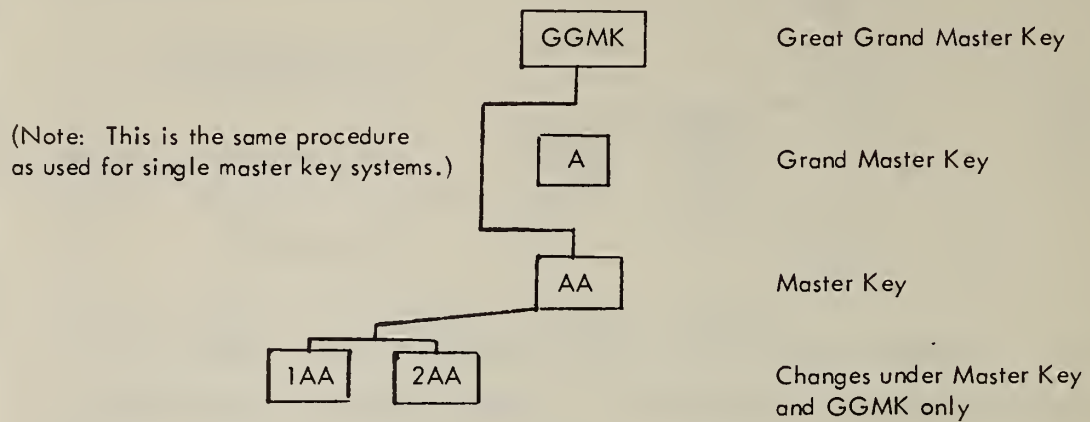 GGMK Great Grand Master Key
(Note: This is the same procedure
as used for single master key systems.)
A Grand Master Key
AA Master Key
1AA 2AA Changes under Master Key
and GGMK only